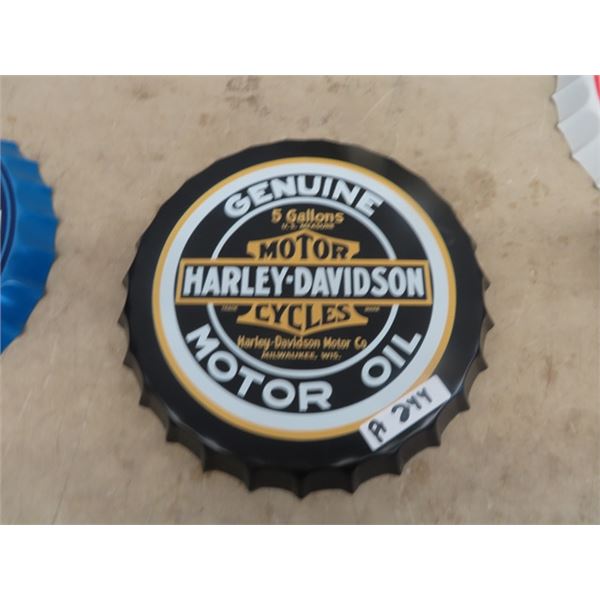 GENUINE
5 Gallons
U.S. MEASURE
MOTOR
HARLEY-DAVIDSON
CYCLES
Harley-Davidson Motor Co
MILWAUKEE, WIS.
MOTOR OIL
A 244